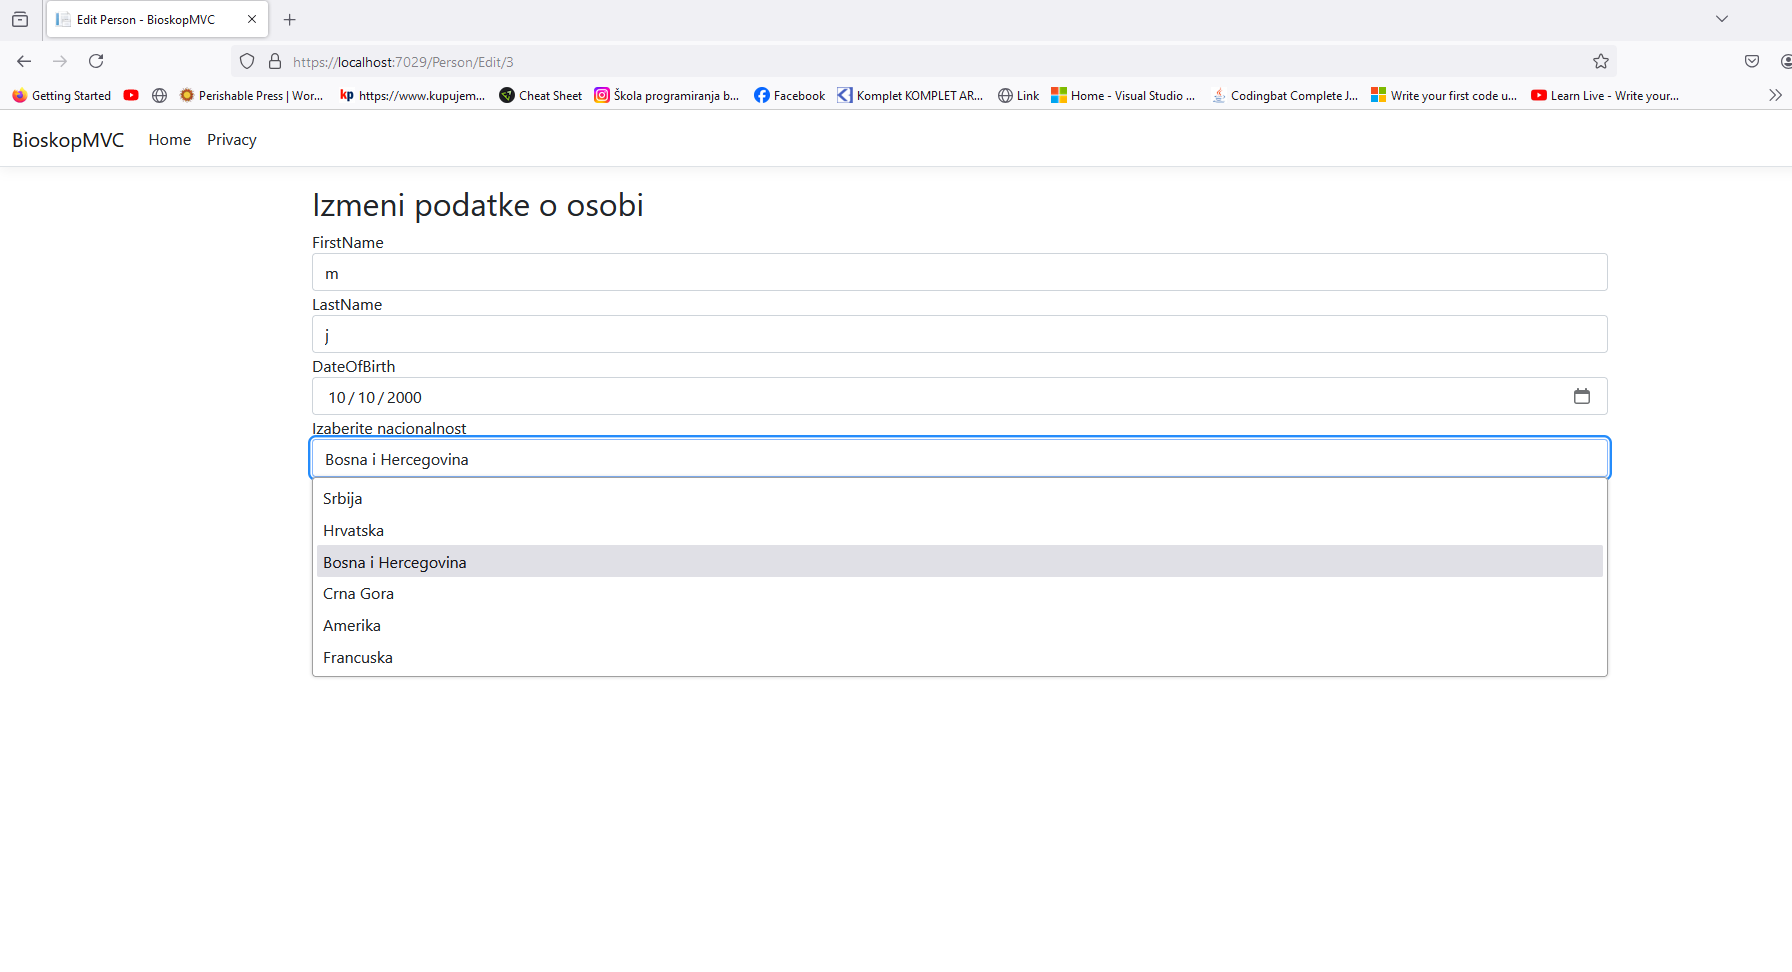 Edit Person - BioskopMVC
https://localhost:7029/Person/Edit/3
Getting Started Perishable Press | Wor... kp https://www.kupujem... Cheat Sheet Škola programiranja b... Facebook Komplet KOMPLET AR... Link Home - Visual Studio ... Codingbat Complete J... Write your first code u... Learn Live - Write your...
BioskopMVC Home Privacy
Izmeni podatke o osobi
FirstName
m
LastName
j
DateOfBirth
10 / 10 / 2000
Izaberite nacionalnost
Bosna i Hercegovina
Srbija
Hrvatska
Bosna i Hercegovina
Crna Gora
Amerika
Francuska